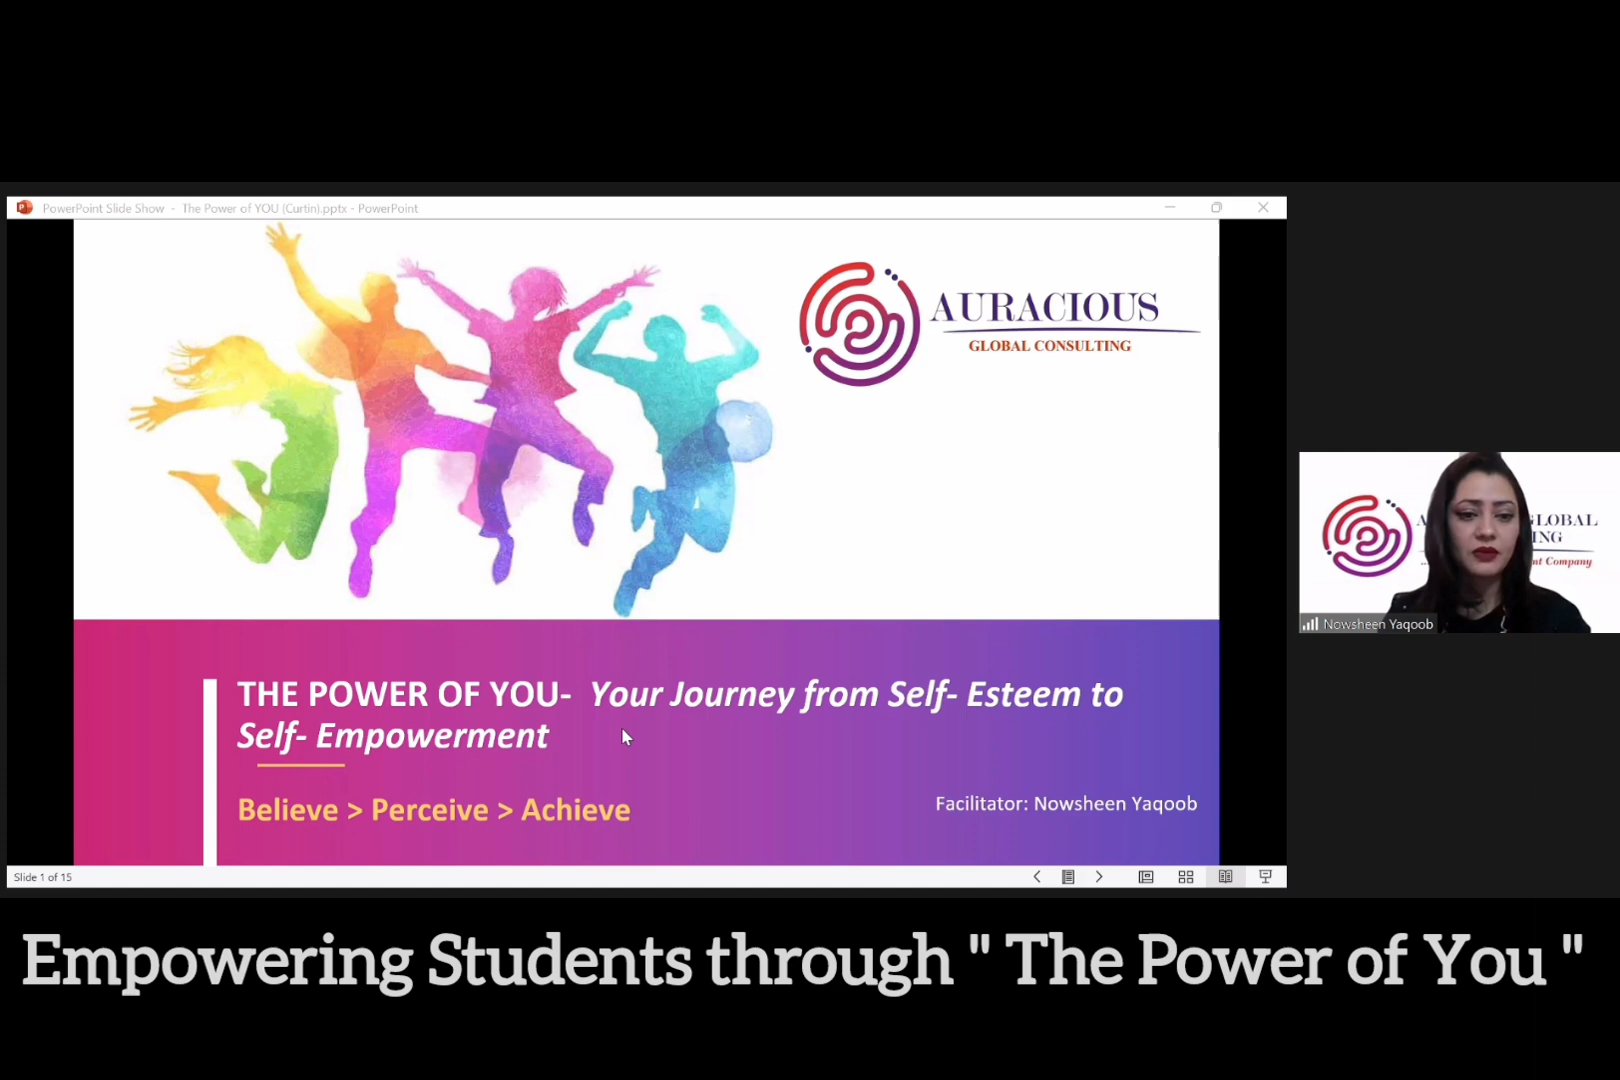 PowerPoint Slide Show - The Power of YOU (Curtin).pptx - PowerPoint
AURACIOUS
GLOBAL CONSULTING
THE POWER OF YOU- Your Journey from Self- Esteem to
Self- Empowerment
Believe > Perceive > Achieve
Facilitator: Nowsheen Yaqoob
Slide 1 of 15
GLOBAL
Company
Nowsheen Yaqoob
Empowering Students through " The Power of You "